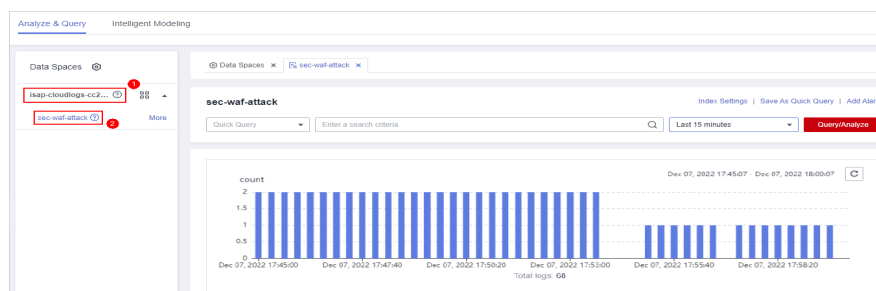 Analyze & Query Intelligent Modeling
Data Spaces
Data Spaces × sec-waf-attack ×
1
isap-cloudlogs-cc2... ?
sec-waf-attack ? 2 More
sec-waf-attack
Index Settings | Save As Quick Query | Add Alar
Quick Query Enter a search criteria Last 15 minutes Query/Analyze
Dec 07, 2022 17:45:07 - Dec 07, 2022 18:00:07
count
2
1.5
1
0.5
0
Dec 07, 2022 17:45:00 Dec 07, 2022 17:47:40 Dec 07, 2022 17:50:20 Dec 07, 2022 17:53:00 Dec 07, 2022 17:55:40 Dec 07, 2022 17:58:20
Total logs: 68